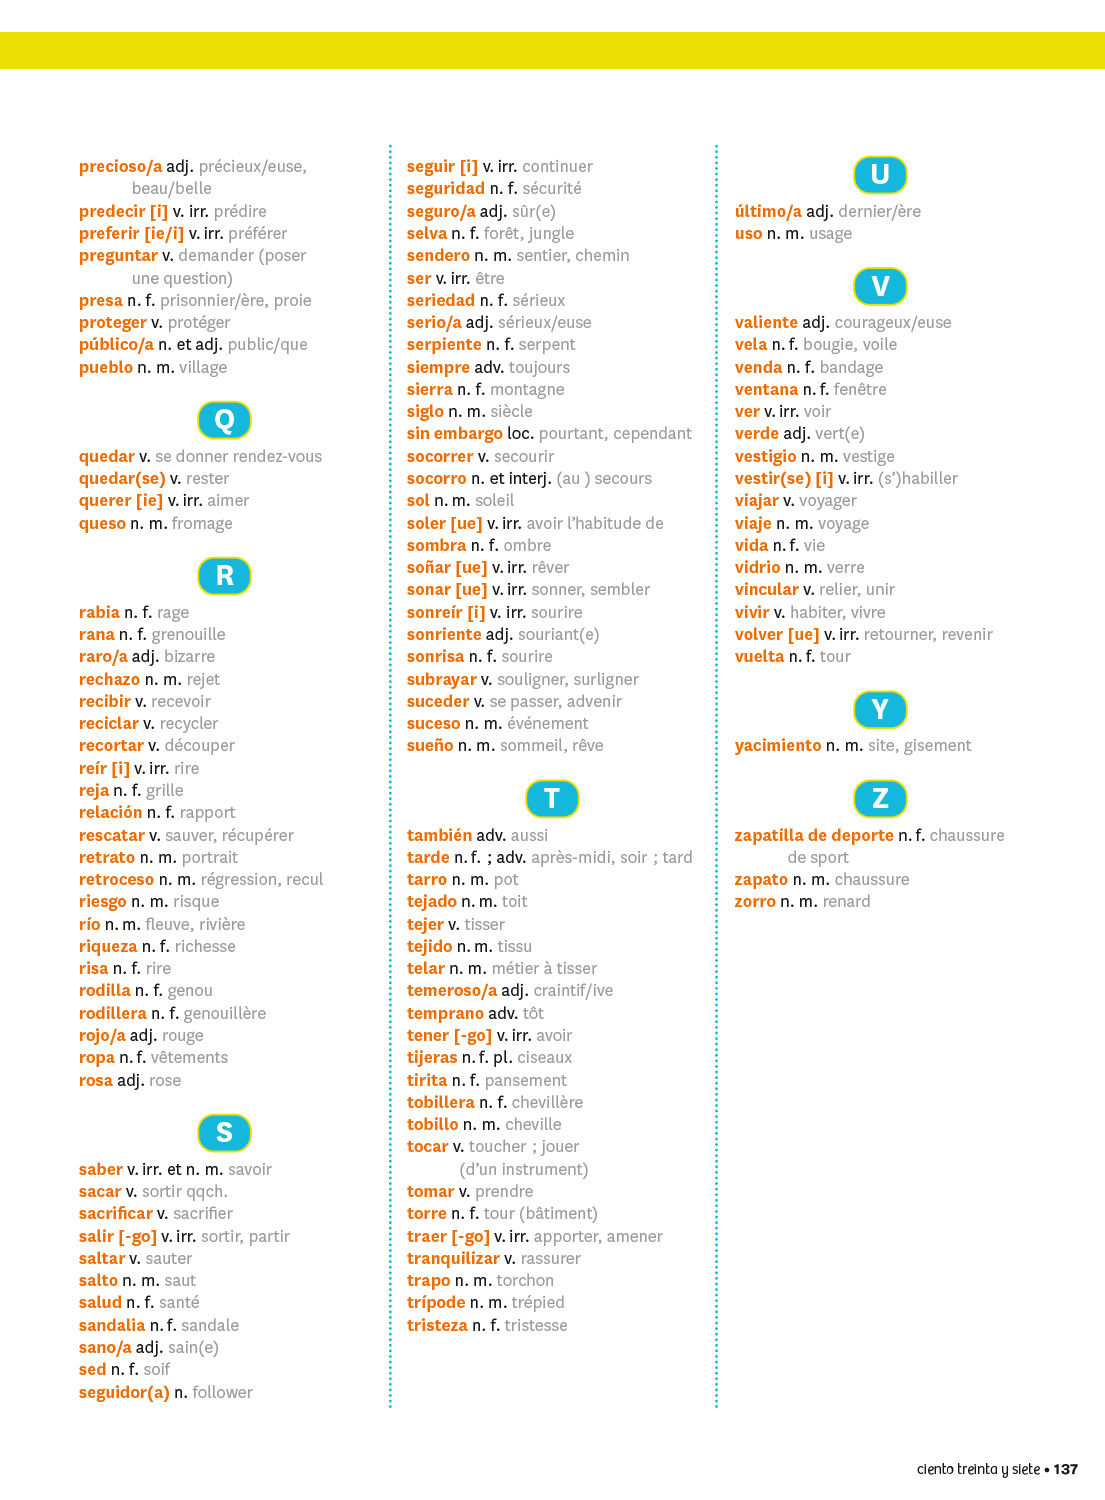 precioso/a adj. précieux/euse,
beau/belle
predecir [i] v. irr. prédire
preferir [ie/i] v. irr. préférer
preguntar v. demander (poser
une question)
presa n. f. prisonnier/ère, proie
proteger v. protéger
público/a n. et adj. public/que
pueblo n. m. village
Q
quedar v. se donner rendez-vous
quedar(se) v. rester
querer [ie] v. irr. aimer
queso n. m. fromage
R
rabia n. f. rage
rana n. f. grenouille
raro/a adj. bizarre
rechazo n. m. rejet
recibir v. recevoir
reciclar v. recycler
recortar v. découper
reír [i] v. irr. rire
reja n. f. grille
relación n. f. rapport
rescatar v. sauver, récupérer
retrato n. m. portrait
retroceso n. m. régression, recul
riesgo n. m. risque
río n. m. fleuve, rivière
riqueza n. f. richesse
risa n. f. rire
rodilla n. f. genou
rodillera n. f. genouillère
rojo/a adj. rouge
ropa n. f. vêtements
rosa adj. rose
S
saber v. irr. et n. m. savoir
sacar v. sortir qqch.
sacrificar v. sacrifier
salir [-go] v. irr. sortir, partir
saltar v. sauter
salto n. m. saut
salud n. f. santé
sandalia n. f. sandale
sano/a adj. sain(e)
sed n. f. soif
seguidor(a) n. follower
seguir [i] v. irr. continuer
seguridad n. f. sécurité
seguro/a adj. sûr(e)
selva n. f. forêt, jungle
sendero n. m. sentier, chemin
ser v. irr. être
seriedad n. f. sérieux
serio/a adj. sérieux/euse
serpiente n. f. serpent
siempre adv. toujours
sierra n. f. montagne
siglo n. m. siècle
sin embargo loc. pourtant, cependant
socorrer v. secourir
socorro n. et interj. (au ) secours
sol n. m. soleil
soler [ue] v. irr. avoir l’habitude de
sombra n. f. ombre
soñar [ue] v. irr. rêver
sonar [ue] v. irr. sonner, sembler
sonreír [i] v. irr. sourire
sonriente adj. souriant(e)
sonrisa n. f. sourire
subrayar v. souligner, surligner
suceder v. se passer, advenir
suceso n. m. événement
sueño n. m. sommeil, rêve
T
también adv. aussi
tarde n. f. ; adv. après-midi, soir ; tard
tarro n. m. pot
tejado n. m. toit
tejer v. tisser
tejido n. m. tissu
telar n. m. métier à tisser
temeroso/a adj. craintif/ive
temprano adv. tôt
tener [-go] v. irr. avoir
tijeras n. f. pl. ciseaux
tirita n. f. pansement
tobillera n. f. chevillère
tobillo n. m. cheville
tocar v. toucher ; jouer
(d’un instrument)
tomar v. prendre
torre n. f. tour (bâtiment)
traer [-go] v. irr. apporter, amener
tranquilizar v. rassurer
trapo n. m. torchon
trípode n. m. trépied
tristeza n. f. tristesse
U
último/a adj. dernier/ère
uso n. m. usage
V
valiente adj. courageux/euse
vela n. f. bougie, voile
venda n. f. bandage
ventana n. f. fenêtre
ver v. irr. voir
verde adj. vert(e)
vestigio n. m. vestige
vestir(se) [i] v. irr. (s’)habiller
viajar v. voyager
viaje n. m. voyage
vida n. f. vie
vidrio n. m. verre
vincular v. relier, unir
vivir v. habiter, vivre
volver [ue] v. irr. retourner, revenir
vuelta n. f. tour
Y
yacimiento n. m. site, gisement
Z
zapatilla de deporte n. f. chaussure
de sport
zapato n. m. chaussure
zorro n. m. renard
ciento treinta y siete • 137